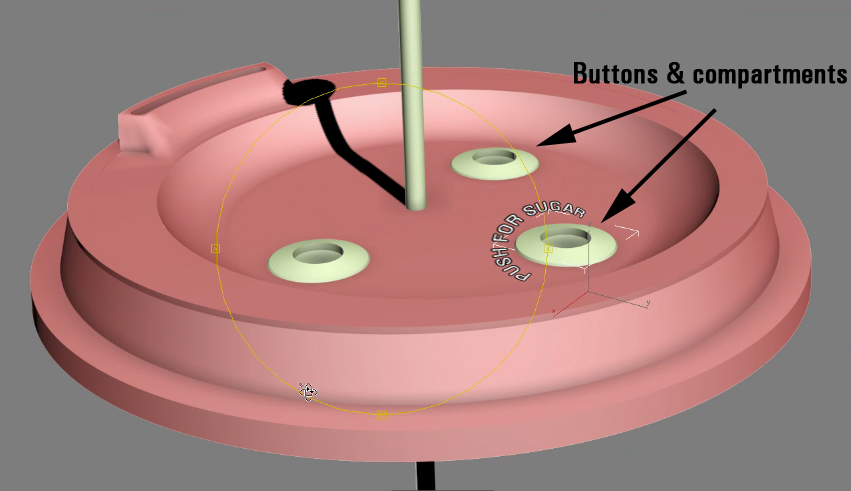 Buttons & compartments
PUSH FOR SUGAR
x
y